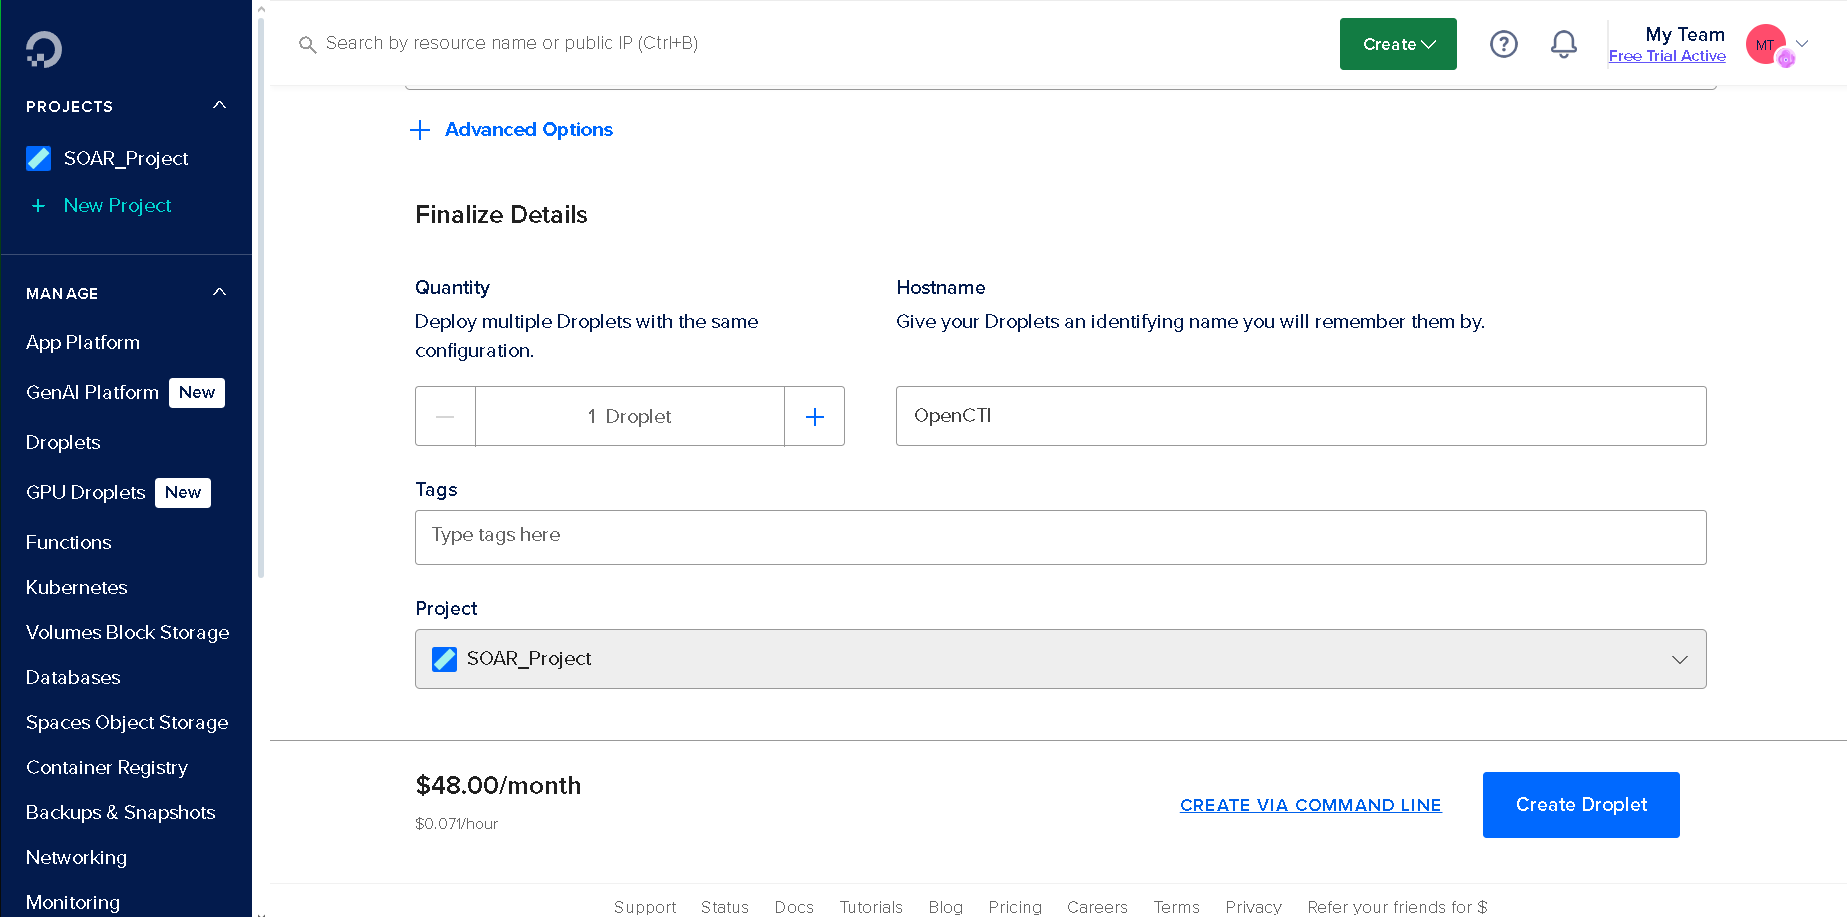 Search by resource name or public IP (Ctrl+B)
Create
My Team
Free Trial Active
MT
PROJECTS
SOAR_Project
+ New Project
MANAGE
App Platform
GenAI Platform New
Droplets
GPU Droplets New
Functions
Kubernetes
Volumes Block Storage
Databases
Spaces Object Storage
Container Registry
Backups & Snapshots
Networking
Monitoring
+ Advanced Options
Finalize Details
Quantity
Deploy multiple Droplets with the same
configuration.
1 Droplet
Hostname
Give your Droplets an identifying name you will remember them by.
OpenCTI
Tags
Type tags here
Project
SOAR_Project
$48.00/month
$0.071/hour
CREATE VIA COMMAND LINE
Create Droplet
Support Status Docs Tutorials Blog Pricing Careers Terms Privacy Refer your friends for $